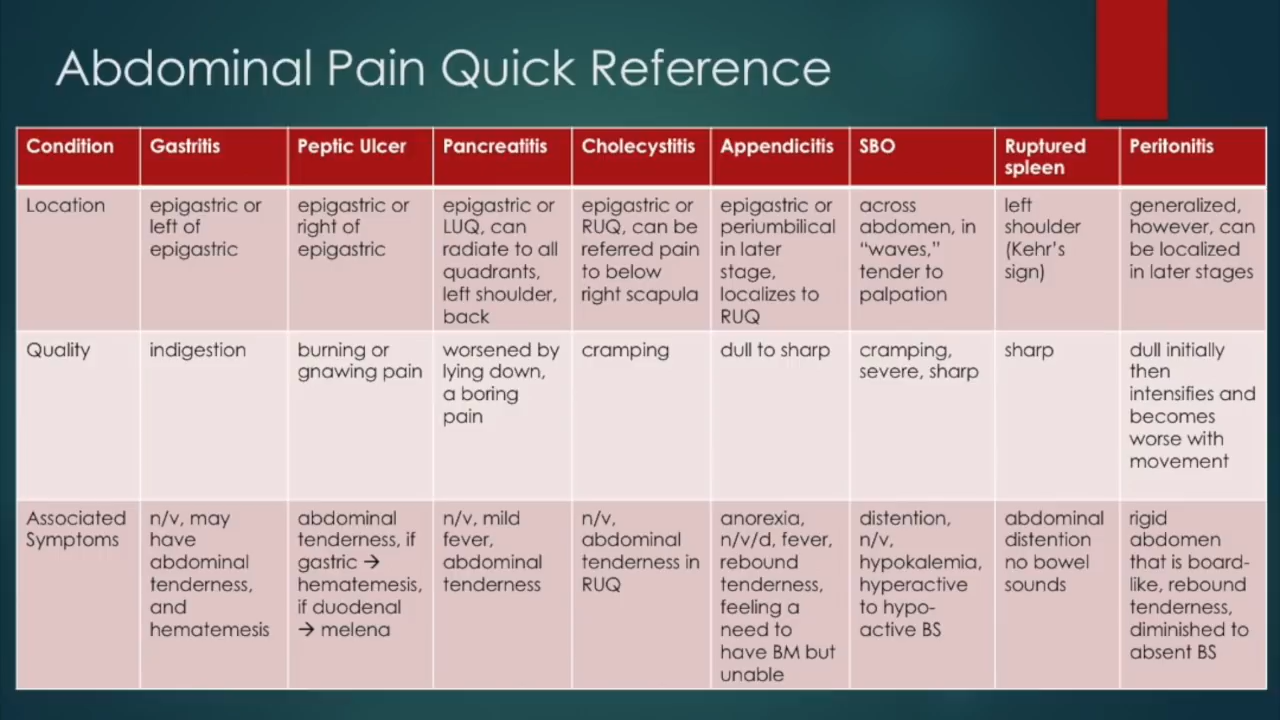 Abdominal Pain Quick Reference
Condition
Gastritis
Peptic Ulcer
Pancreatitis
Cholecystitis
Appendicitis
SBO
Ruptured
spleen
Peritonitis
Location
epigastric or
left of
epigastric
epigastric or
right of
epigastric
epigastric or
LUQ, can
radiate to all
quadrants,
left shoulder,
back
epigastric or
RUQ, can be
referred pain
to below
right scapula
epigastric or
periumbilical
in later
stage,
localizes to
RUQ
across
abdomen, in
“waves,”
tender to
palpation
left
shoulder
(Kehr’s
sign)
generalized,
however, can
be localized
in later stages
Quality
indigestion
burning or
gnawing pain
worsened by
lying down,
a boring
pain
cramping
dull to sharp
cramping,
severe, sharp
sharp
dull initially
then
intensifies and
becomes
worse with
movement
Associated
Symptoms
n/v, may
have
abdominal
tenderness,
and
hematemesis
abdominal
tenderness, if
gastric →
hematemesis,
if duodenal
→ melena
n/v, mild
fever,
abdominal
tenderness
n/v,
abdominal
tenderness in
RUQ
anorexia,
n/v/d, fever,
rebound
tenderness,
feeling a
need to
have BM but
unable
distention,
n/v,
hypokalemia,
hyperactive
to hypo-
active BS
abdominal
distention
no bowel
sounds
rigid
abdomen
that is board-
like, rebound
tenderness,
diminished to
absent BS